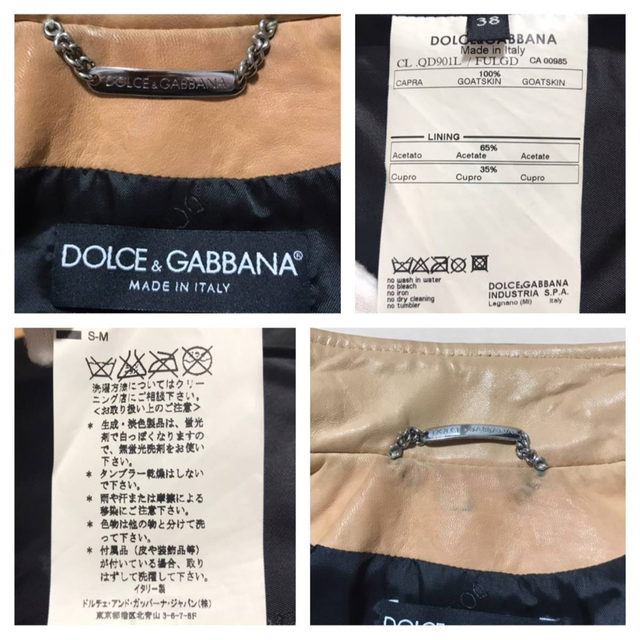 DOLCE & GABBANA
DOLCE & GABBANA®
MADE IN ITALY
38
DOLCE&GABBANA
Made in Italy
CL .QD901L / FULGD CA 00985
100%
CAPRA GOATSKIN GOATSKIN
LINING
65%
Acetato Acetate Acetate
35%
Cupro Cupro Cupro
no wash in water
no bleach
no iron
no dry cleaning
no tumbler
DOLCE&GABBANA
INDUSTRIA S.P.A.
Legnano (MI) Italy
S-M
洗濯方法についてはクリー
ニング店にご相談下さい。
<お取り扱い上のご注意>
* 生成・淡色製品は、蛍光
剤で白っぽくなりますの
で、無蛍光洗剤をお使い
下さい。
* タンブラー乾燥はしない
で下さい。
* 雨や汗または摩擦による
移染にご注意下さい。
* 色物は他の物と分けて洗
って下さい。
* 付属品（皮や装飾品等）
が付いている場合、取り
はずして洗濯して下さい。
イタリー製
ドルチェ・アンド・ガッバーナ・ジャパン(株)
東京都港区北青山3-6-7-8F
DOLCE & GABBANA